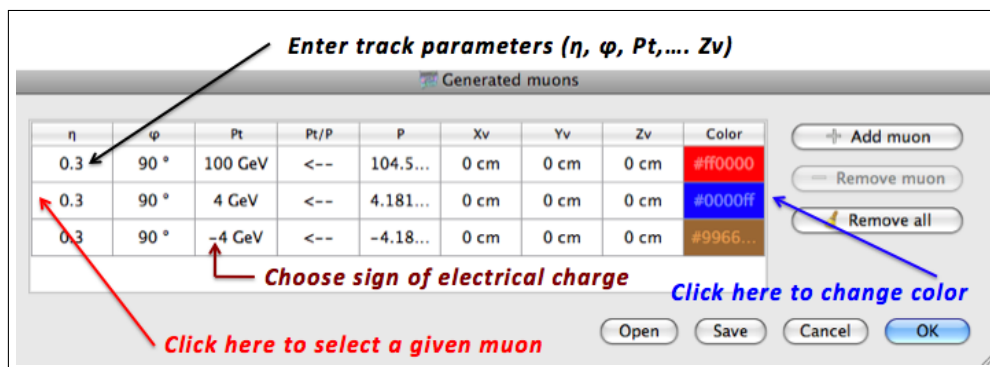 Enter track parameters (η, φ, Pt,.... Zv)
Generated muons
η φ Pt Pt/P P Xv Yv Zv Color
0.3 90 ° 100 GeV <-- 104.5... 0 cm 0 cm 0 cm #ff0000
0.3 90 ° 4 GeV <-- 4.181... 0 cm 0 cm 0 cm #0000ff
0.3 90 ° -4 GeV <-- -4.18... 0 cm 0 cm 0 cm #9966...
Add muon
Remove muon
Remove all
Choose sign of electrical charge
Click here to change color
Click here to select a given muon
Open Save Cancel OK